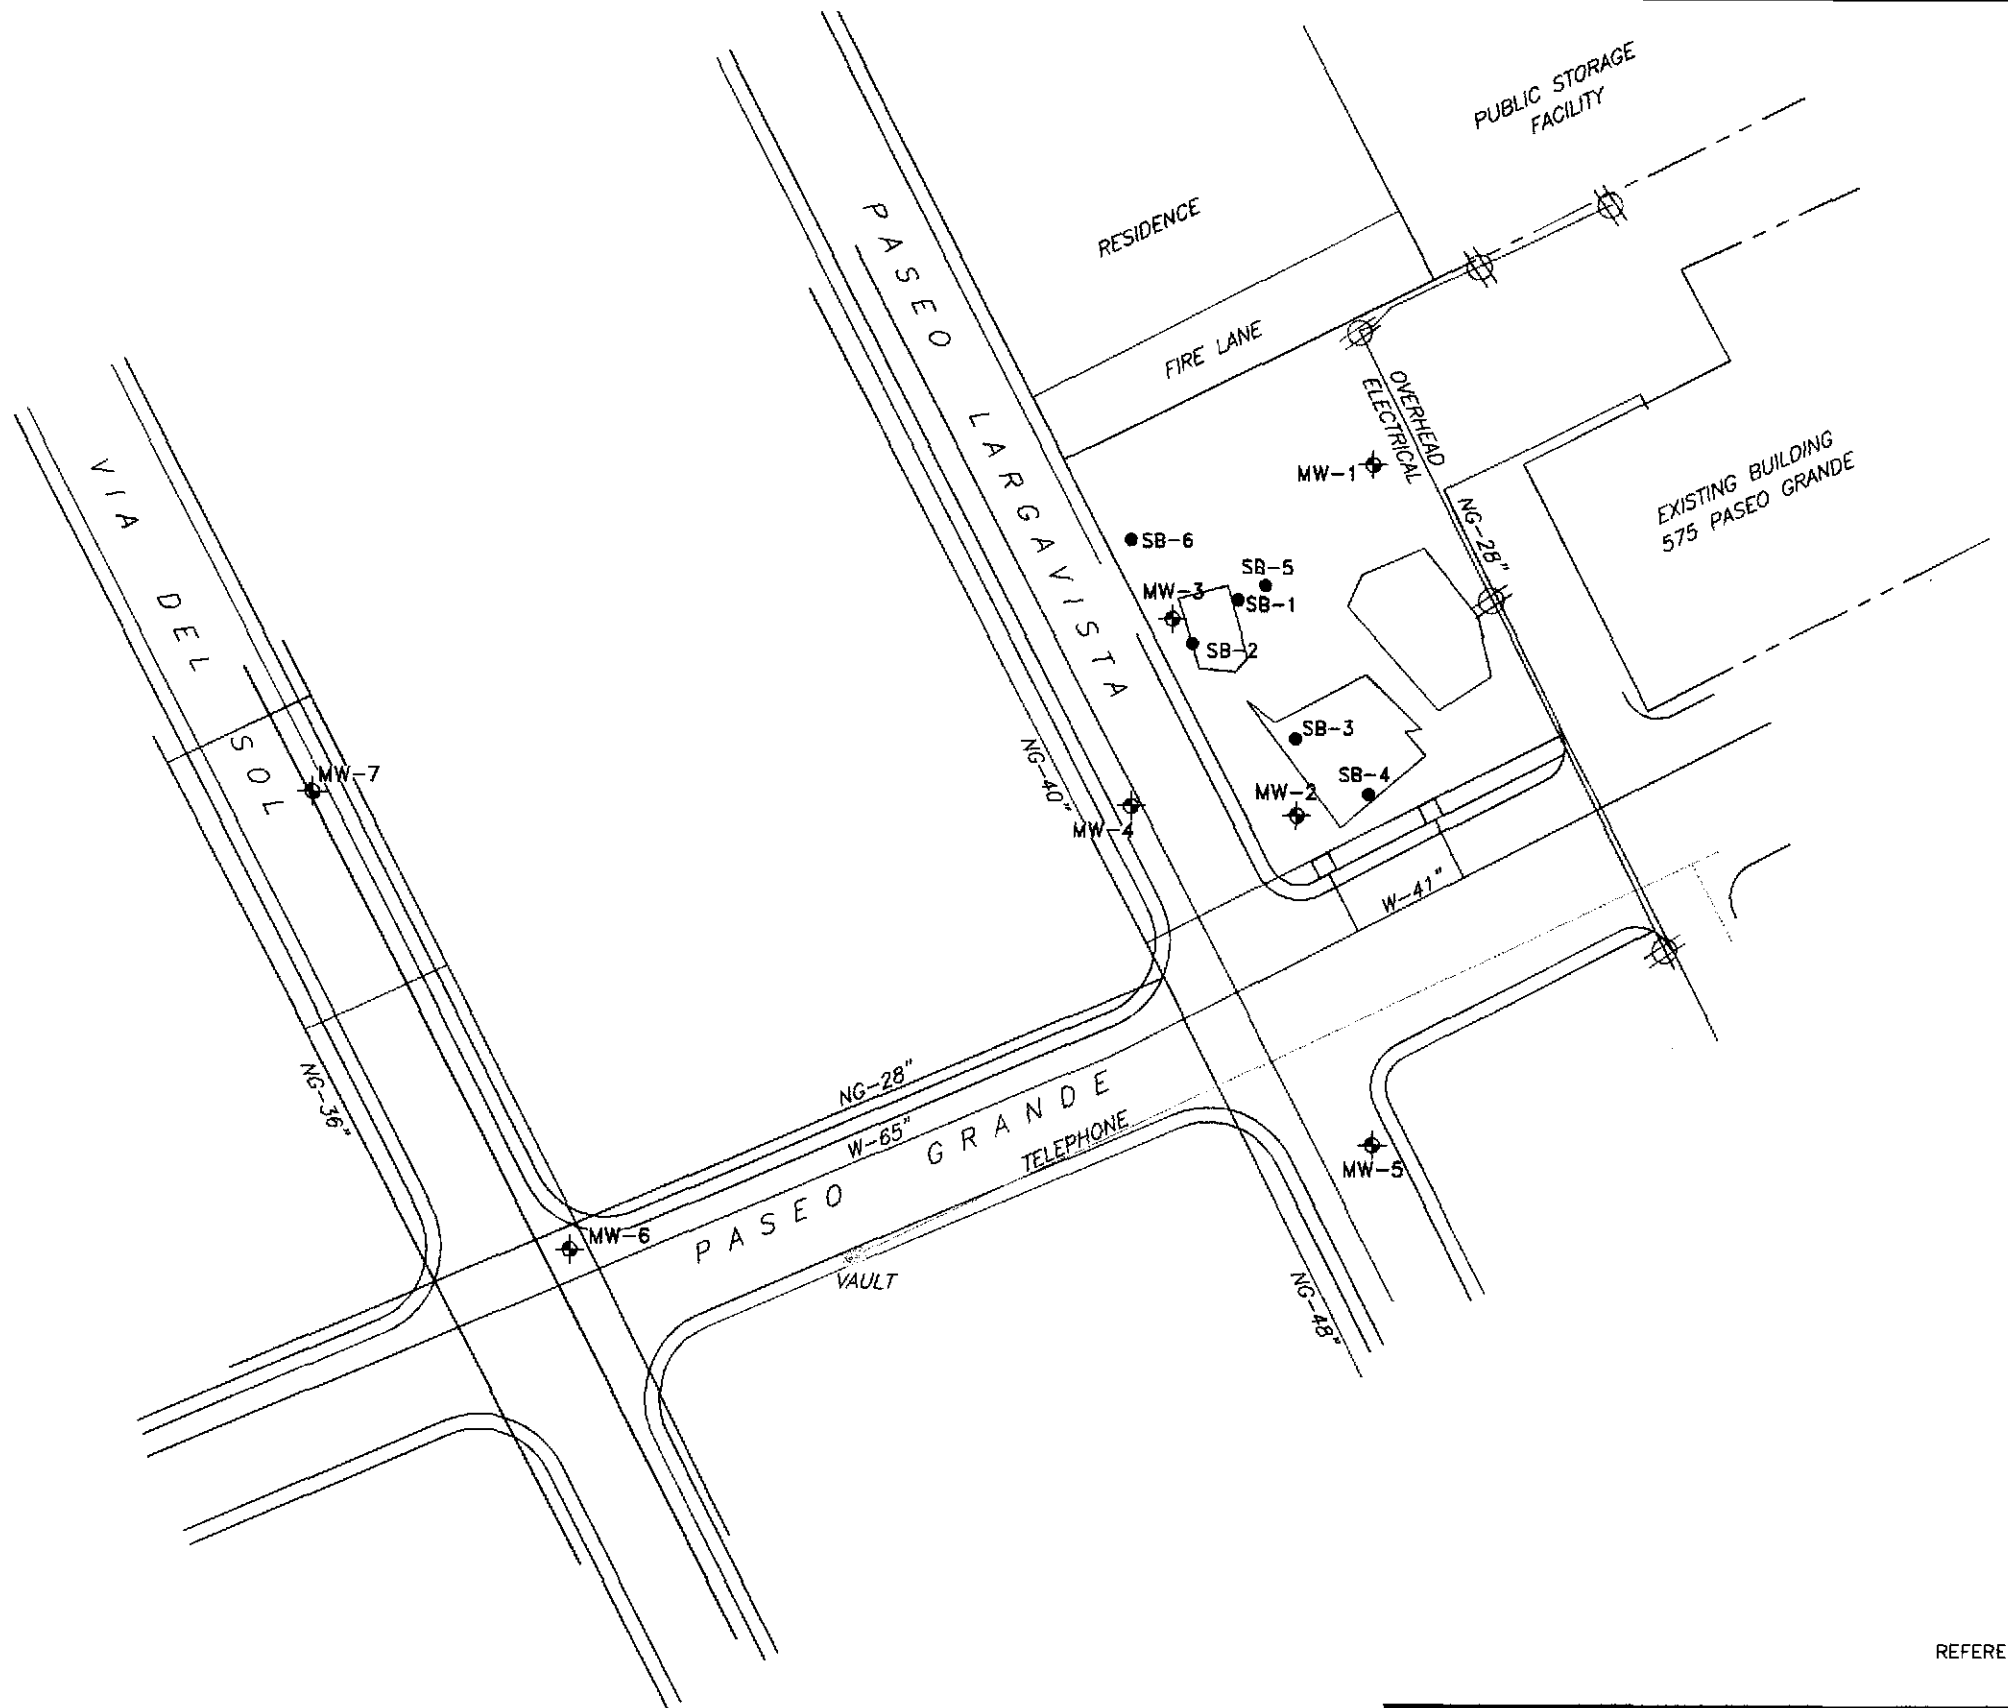 PUBLIC STORAGE
FACILITY
RESIDENCE
FIRE LANE
PASEO LARGAVISTA
OVERHEAD
ELECTRICAL
MW-1
EXISTING BUILDING
575 PASEO GRANDE
NG-28"
SB-6
SB-5
MW-3
SB-1
SB-2
VIA DEL SOL
SB-3
NG-40"
MW-7
SB-4
MW-2
MW-4
W-41"
NG-36"
NG-28"
W-65"
PASEO GRANDE
TELEPHONE
MW-5
MW-6
VAULT
NG-48"
REFERE